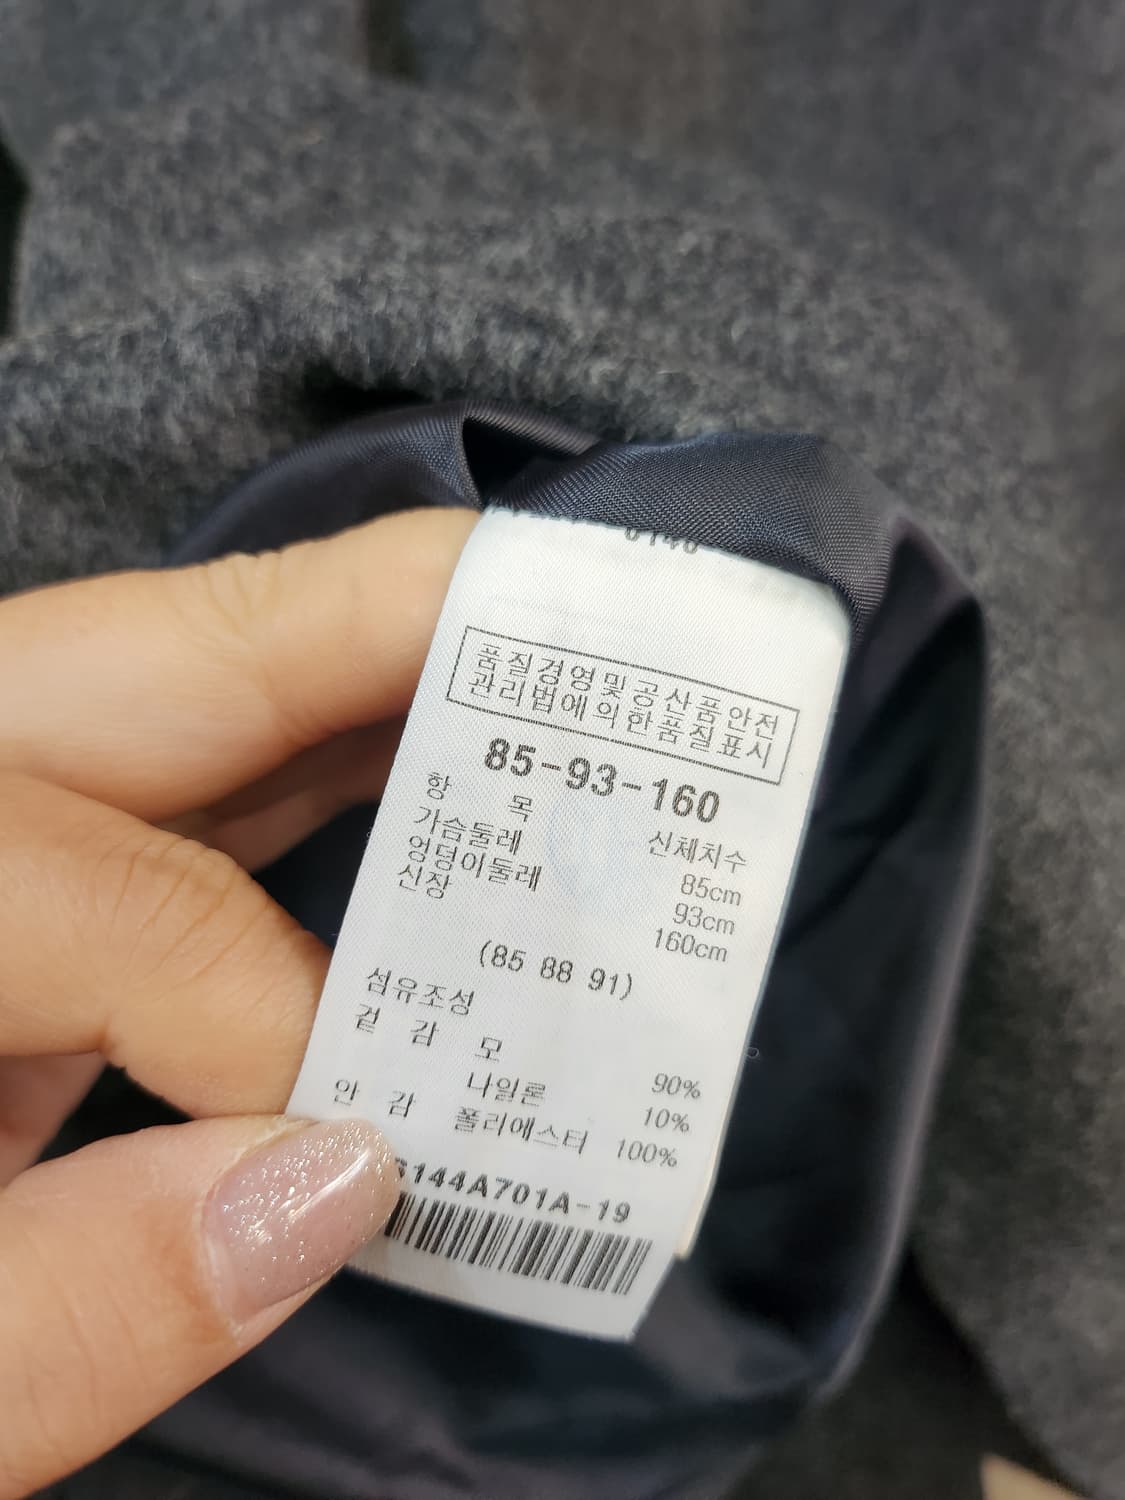 품질경영및공산품안전
관리법에의한품질표시
85-93-160
항 목 신체치수
가슴둘레 85cm
엉덩이둘레 93cm
신장 160cm
(85 88 91)
섬유조성
겉 감 모 90%
나일론 10%
안 감 폴리에스터 100%
6144A701A-19